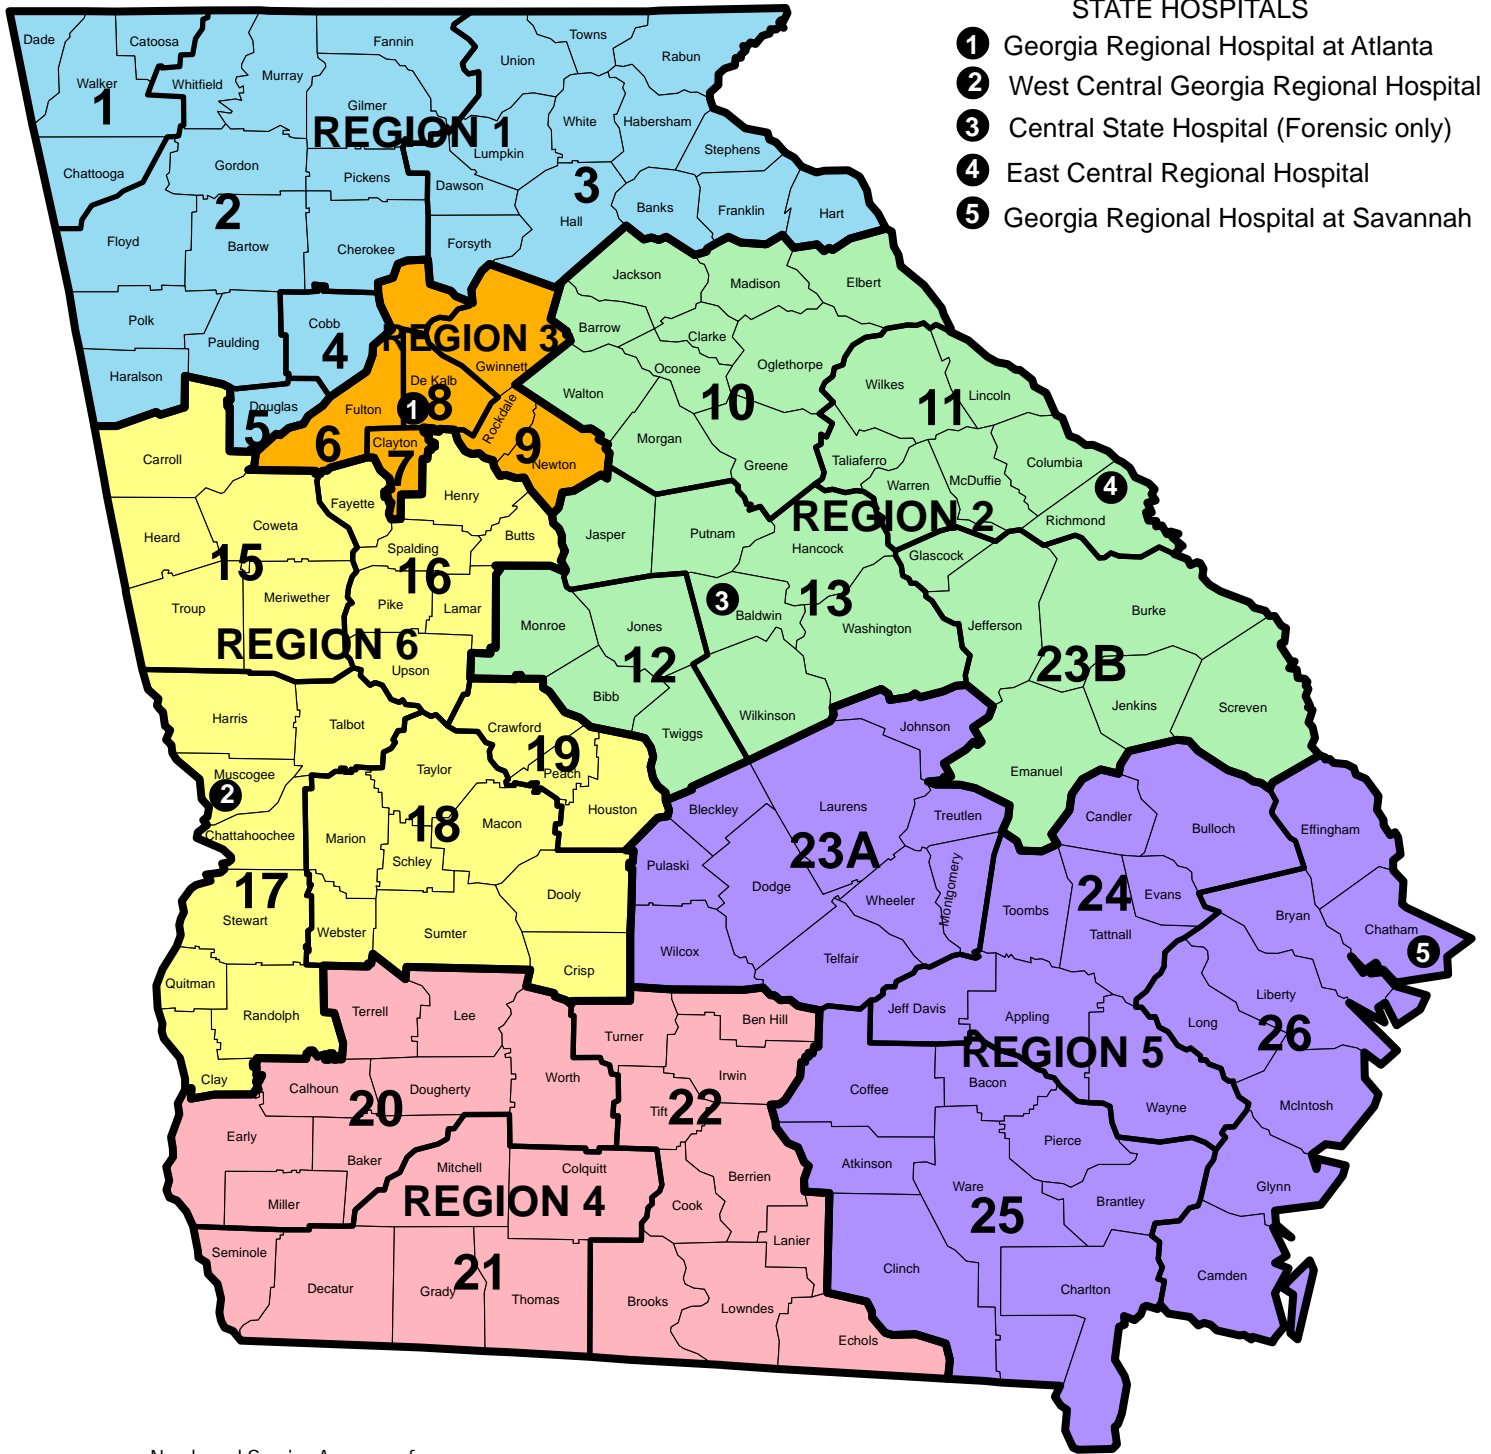 STATE HOSPITALS
1 Georgia Regional Hospital at Atlanta
2 West Central Georgia Regional Hospital
3 Central State Hospital (Forensic only)
4 East Central Regional Hospital
5 Georgia Regional Hospital at Savannah
REGION 1
Dade
Catoosa
Walker
1
Chattooga
Whitfield
Murray
Fannin
Gilmer
Gordon
Pickens
2
Floyd
Bartow
Cherokee
Polk
Paulding
Haralson
Cobb
4
Douglas
5
Union
Towns
Rabun
White
Habersham
Lumpkin
Stephens
Dawson
3
Hall
Banks
Franklin
Hart
Forsyth
REGION 3
Gwinnett
De Kalb
1
8
Fulton
6
Clayton
7
Rockdale
9
Newton
REGION 2
Jackson
Madison
Elbert
Barrow
Clarke
Oconee
Oglethorpe
Walton
10
Morgan
Greene
Wilkes
11
Lincoln
Taliaferro
Warren
McDuffie
Columbia
4
Richmond
Jasper
Putnam
Hancock
Glascock
3
Baldwin
13
Washington
Wilkinson
Monroe
Jones
12
Bibb
Twiggs
Jefferson
Burke
23B
Jenkins
Screven
Emanuel
REGION 6
Carroll
Heard
Coweta
15
Troup
Meriwether
Fayette
Henry
Butts
Spalding
16
Pike
Lamar
Upson
Harris
Talbot
Muscogee
2
Chattahoochee
17
Stewart
Quitman
Randolph
Clay
Taylor
Marion
18
Macon
Schley
Dooly
Webster
Sumter
Crisp
Crawford
19
Peach
Houston
REGION 4
Terrell
Lee
Worth
Calhoun
Dougherty
20
Early
Baker
Miller
Mitchell
Colquitt
Seminole
Decatur
Grady
21
Thomas
Turner
Ben Hill
Irwin
Tift
22
Berrien
Cook
Lanier
Brooks
Lowndes
Echols
REGION 5
Johnson
Bleckley
Laurens
Treutlen
23A
Pulaski
Dodge
Wheeler
Montgomery
Wilcox
Telfair
Candler
Bulloch
Effingham
24
Evans
Toombs
Tattnall
Bryan
Chatham
5
Jeff Davis
Appling
Liberty
Long
26
Wayne
McIntosh
Glynn
Camden
Coffee
Bacon
Pierce
Atkinson
Ware
Brantley
25
Clinch
Charlton